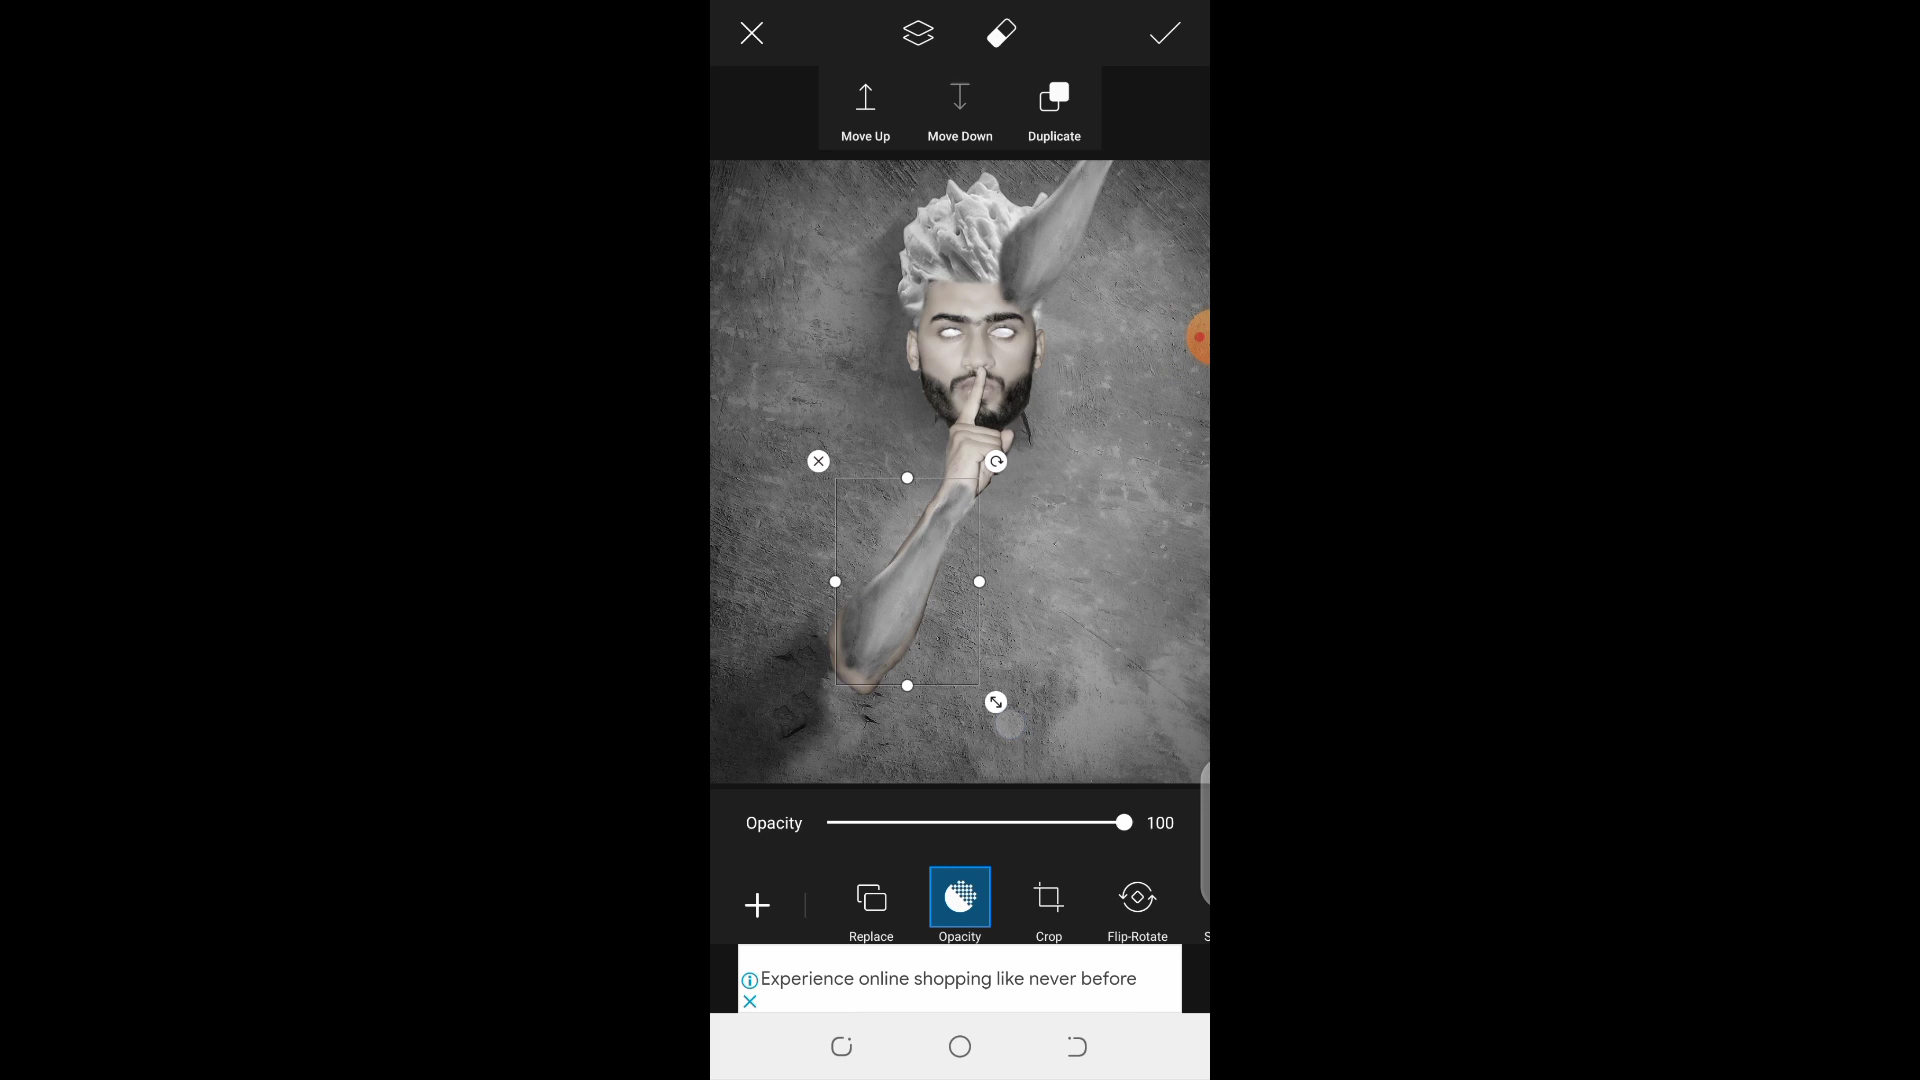 Move Up Move Down Duplicate
Opacity 100
Replace Opacity Crop Flip-Rotate S
Experience online shopping like never before